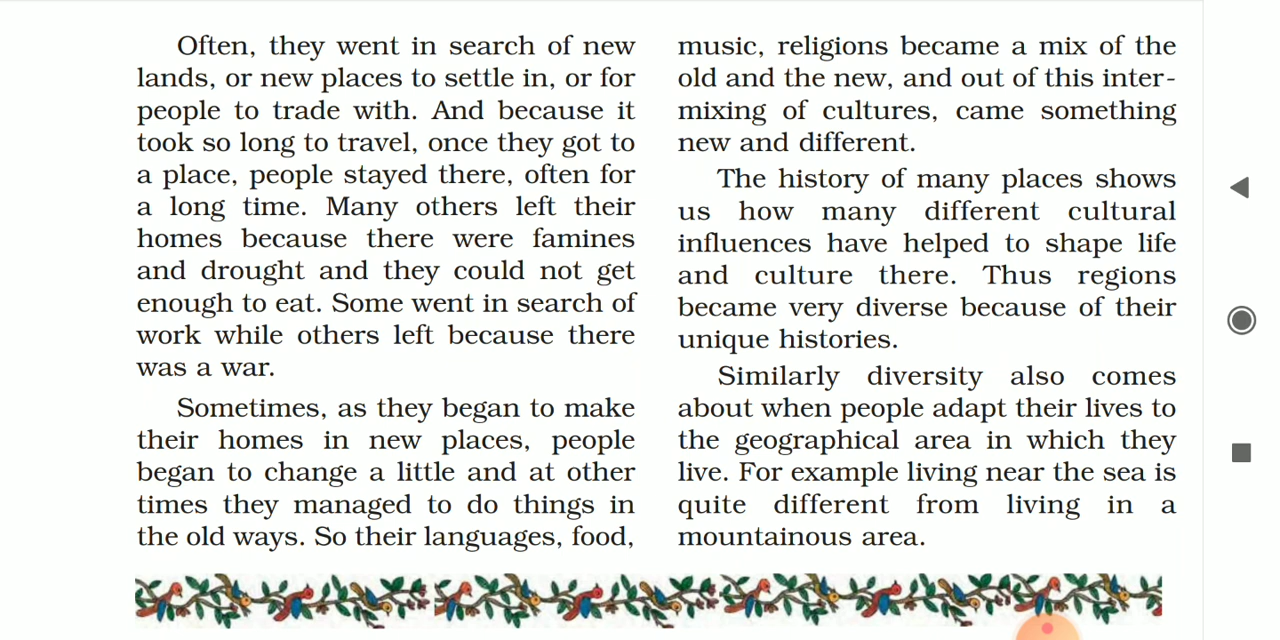 Often, they went in search of new
lands, or new places to settle in, or for
people to trade with. And because it
took so long to travel, once they got to
a place, people stayed there, often for
a long time. Many others left their
homes because there were famines
and drought and they could not get
enough to eat. Some went in search of
work while others left because there
was a war.
Sometimes, as they began to make
their homes in new places, people
began to change a little and at other
times they managed to do things in
the old ways. So their languages, food,
music, religions became a mix of the
old and the new, and out of this inter-
mixing of cultures, came something
new and different.
The history of many places shows
us how many different cultural
influences have helped to shape life
and culture there. Thus regions
became very diverse because of their
unique histories.
Similarly diversity also comes
about when people adapt their lives to
the geographical area in which they
live. For example living near the sea is
quite different from living in a
mountainous area.